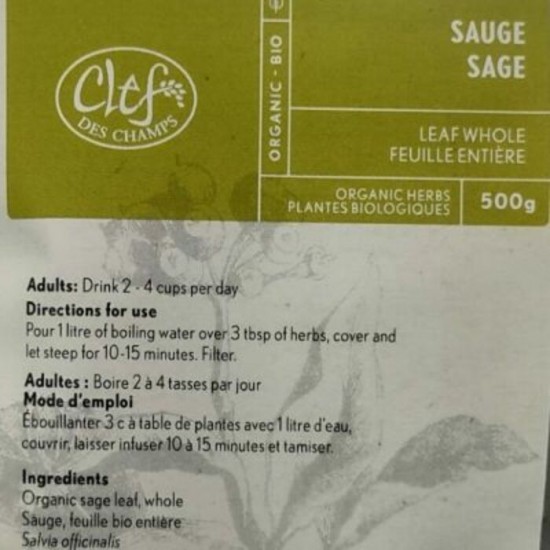 Clef
DES CHAMPS
ORGANIC - BIO
SAUGE
SAGE
LEAF WHOLE
FEUILLE ENTIÈRE
ORGANIC HERBS
PLANTES BIOLOGIQUES
500g
Adults: Drink 2 - 4 cups per day
Directions for use
Pour 1 litre of boiling water over 3 tbsp of herbs, cover and
let steep for 10-15 minutes. Filter.
Adultes : Boire 2 à 4 tasses par jour
Mode d'emploi
Ébouillanter 3 c à table de plantes avec 1 litre d'eau,
couvrir, laisser infuser 10 à 15 minutes et tamiser.
Ingredients
Organic sage leaf, whole
Sauge, feuille bio entière
Salvia officinalis